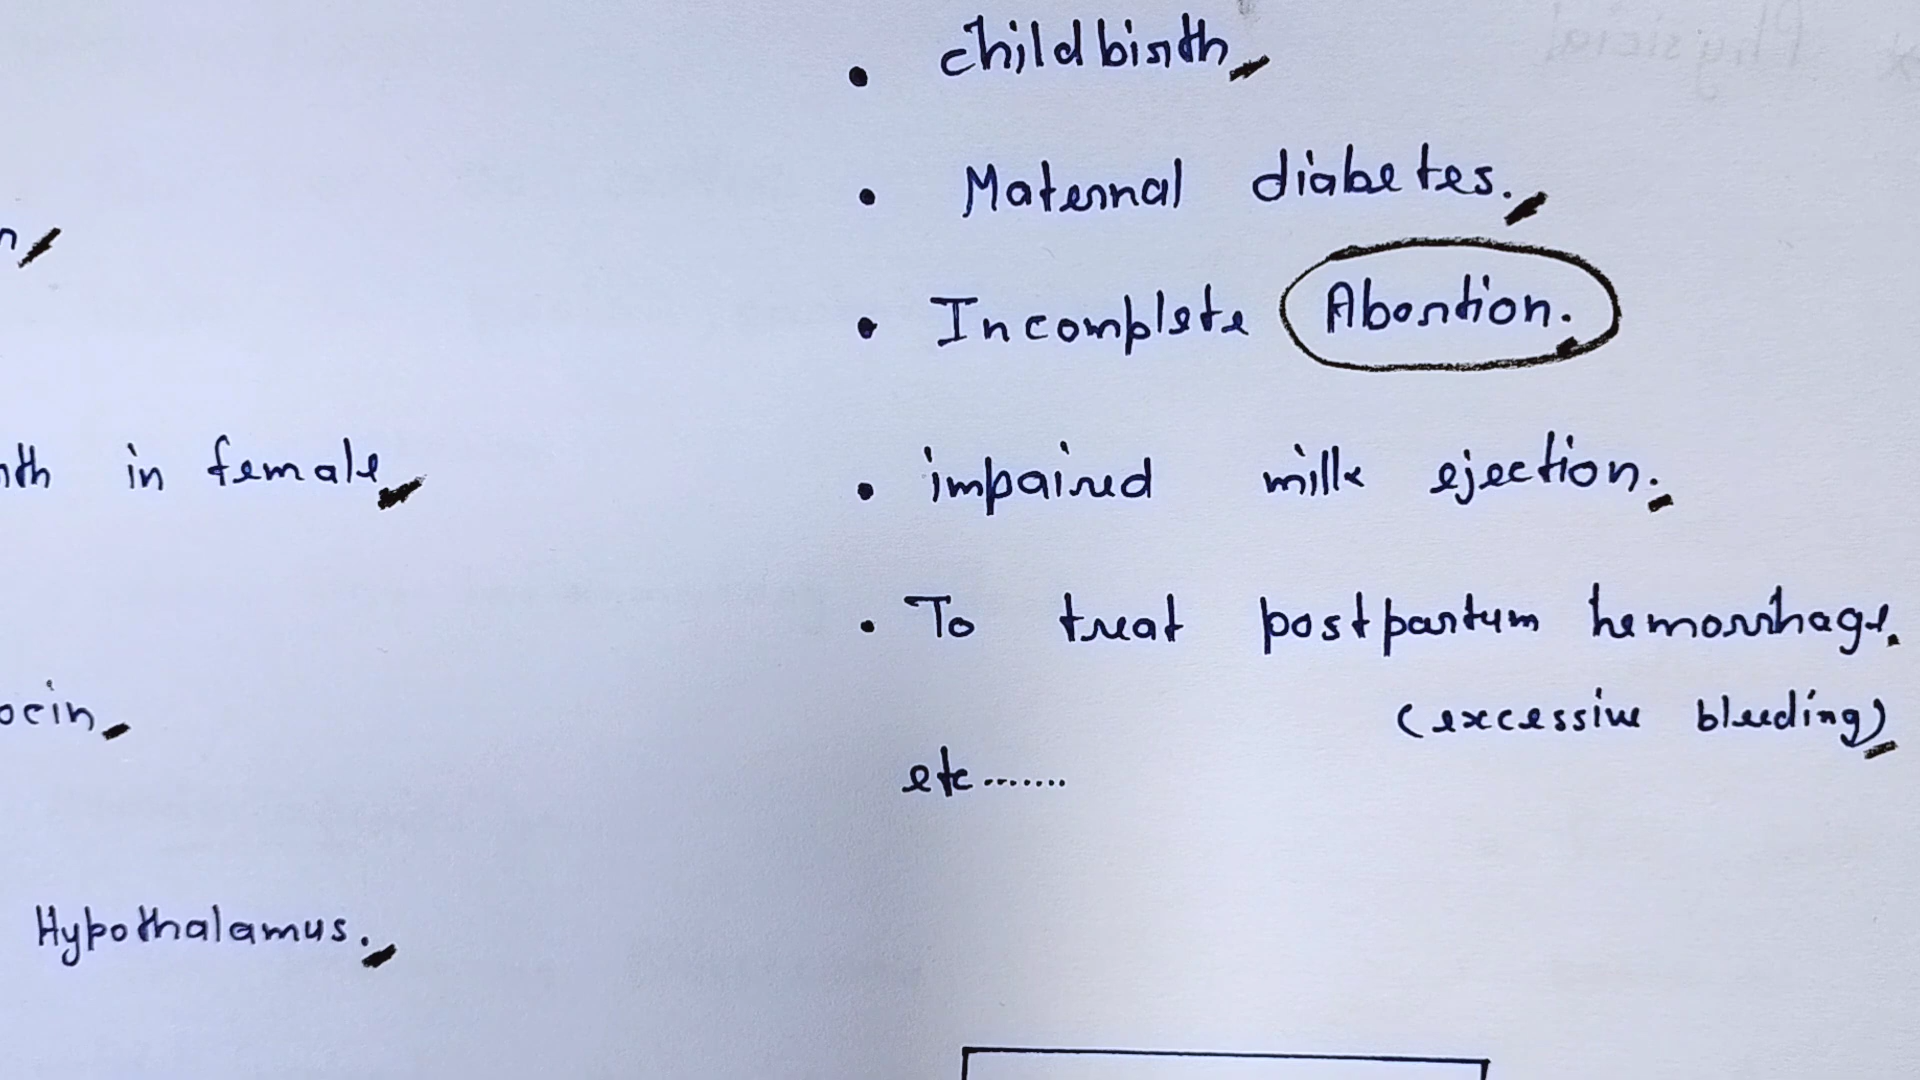 childbirth
Maternal diabetes.
Incomplete Abortion.
in female
impaired milk ejection.
To treat postpartum hemorrhage.
(excessive bleeding)
etc.......
Hypothalamus.